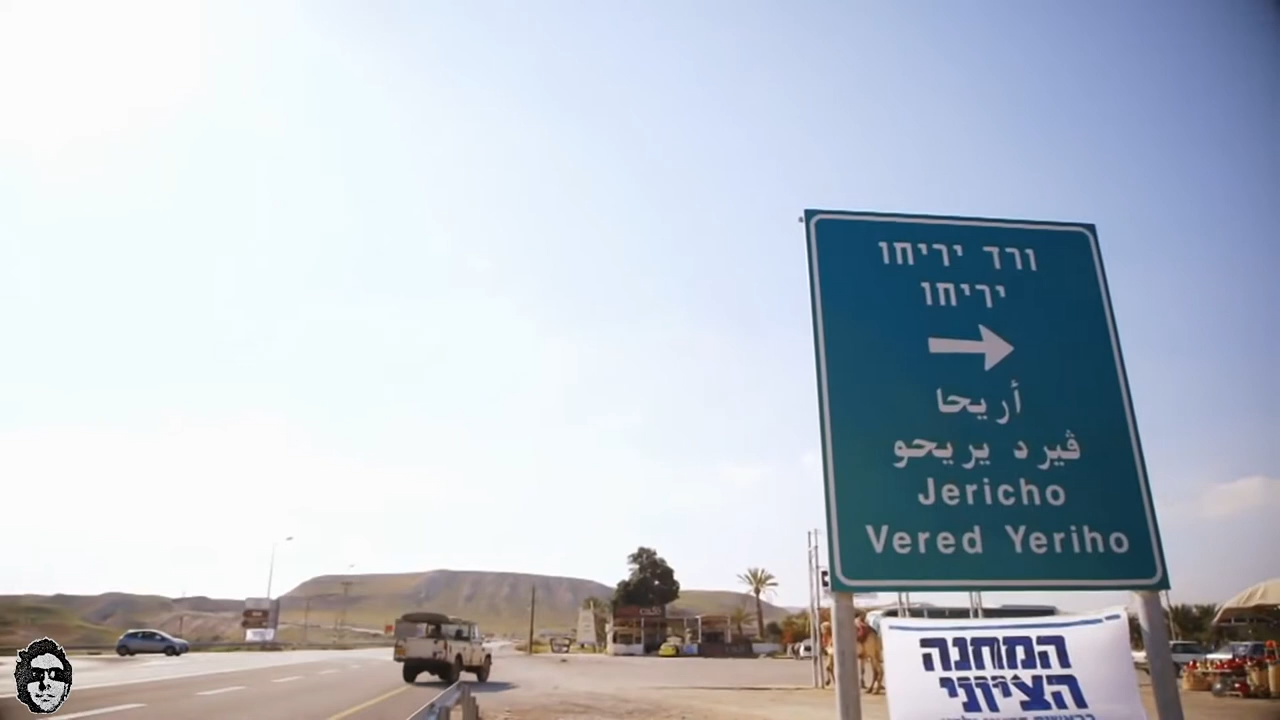 ורד יריחו
יריחו
أريحا
ڤيرد يريحو
Jericho
Vered Yeriho
המחנה
הציוני